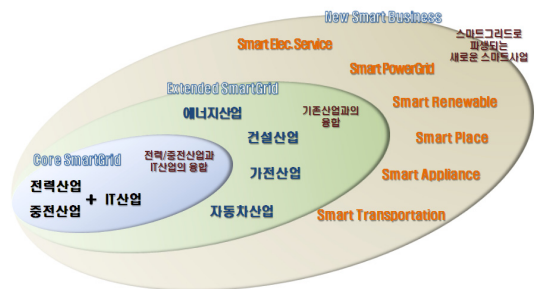 New Smart Business
스마트그리드로
파생되는
새로운 스마트사업
Smart Elec. Service
Smart PowerGrid
Smart Renewable
Smart Place
Smart Appliance
Smart Transportation
Extended SmartGrid
기존산업과의
융합
에너지산업
건설산업
가전산업
자동차산업
Core SmartGrid
전력/중전산업과
IT산업의 융합
전력산업
중전산업
+ IT산업